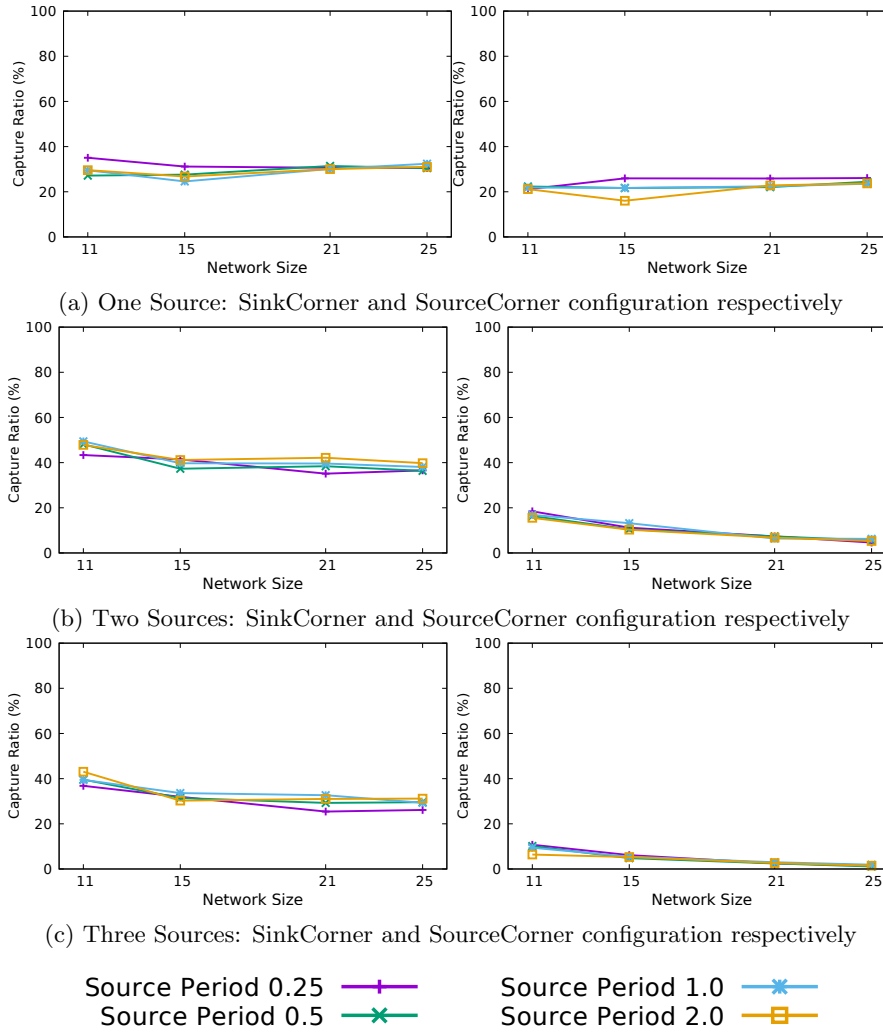 100
80
60
40
20
0
11 15 21 25
Capture Ratio (%)
Network Size
100
80
60
40
20
0
11 15 21 25
Capture Ratio (%)
Network Size
(a) One Source: SinkCorner and SourceCorner configuration respectively
100
80
60
40
20
0
11 15 21 25
Capture Ratio (%)
Network Size
100
80
60
40
20
0
11 15 21 25
Capture Ratio (%)
Network Size
(b) Two Sources: SinkCorner and SourceCorner configuration respectively
100
80
60
40
20
0
11 15 21 25
Capture Ratio (%)
Network Size
100
80
60
40
20
0
11 15 21 25
Capture Ratio (%)
Network Size
(c) Three Sources: SinkCorner and SourceCorner configuration respectively
Source Period 0.25
Source Period 0.5
Source Period 1.0
Source Period 2.0